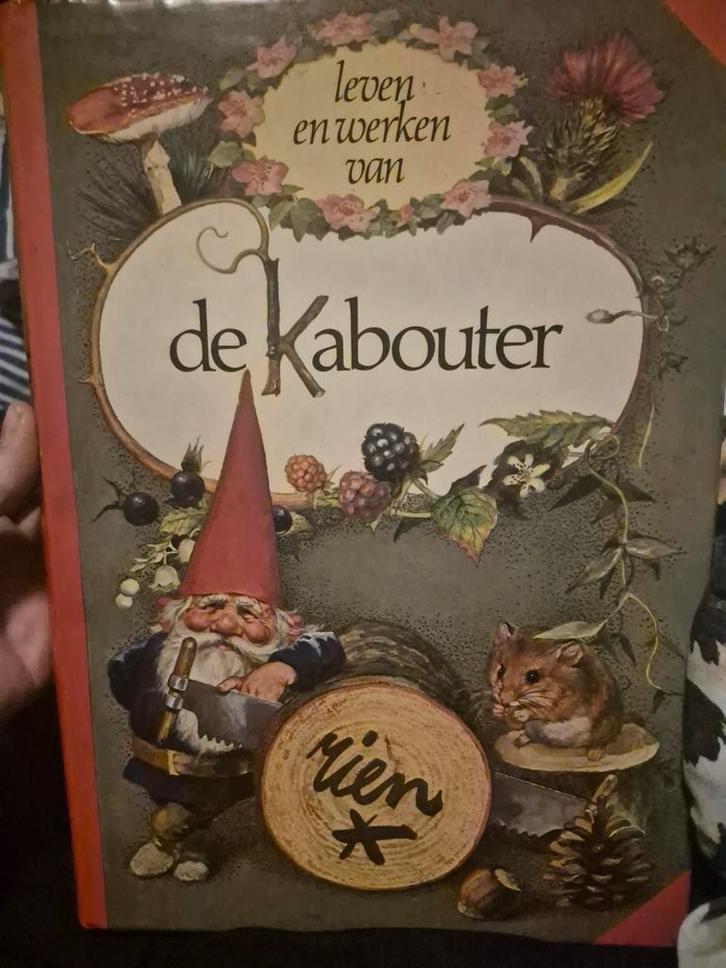 leven
en werken
van
de Kabouter
rien